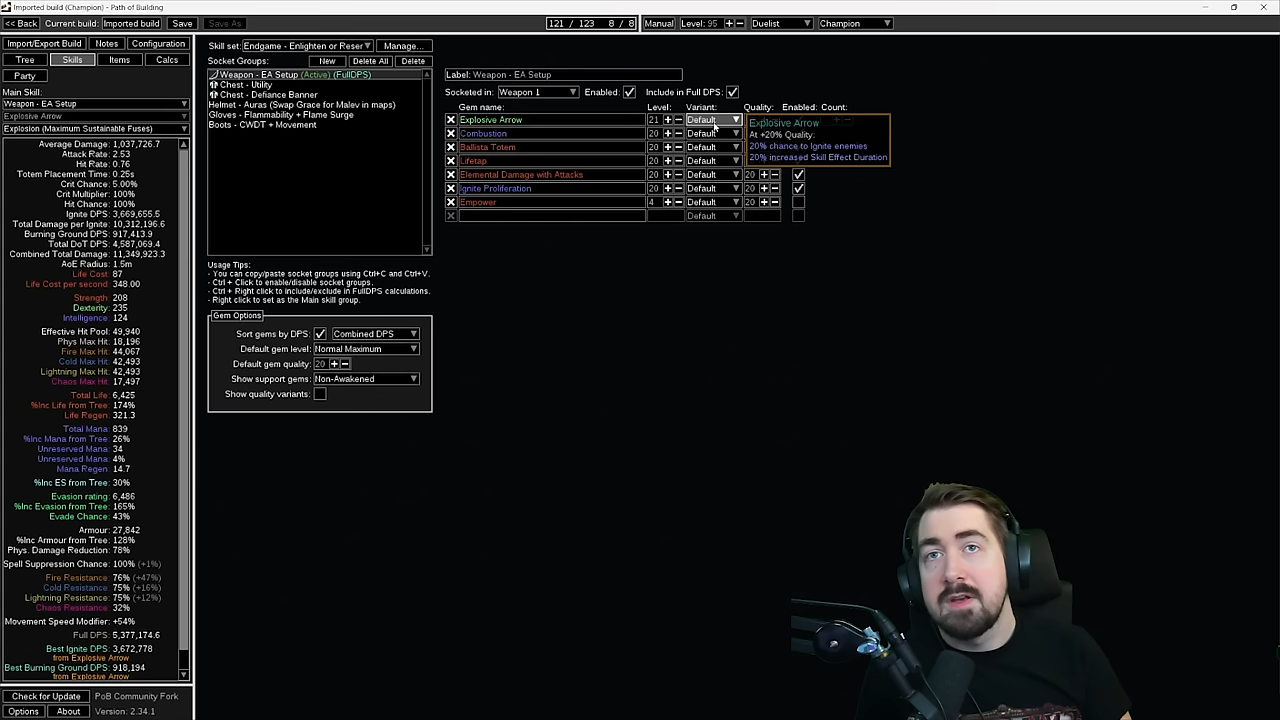 Imported build (Champion) - Path of Building
<< Back Current build: Imported build Save Save As 121 / 123 8 / 8 Manual Level: 95 + - Duelist Champion
Import/Export Build Notes Configuration
Tree Skills Items Calcs
Party
Main Skill:
Weapon - EA Setup
Explosive Arrow
Explosion (Maximum Sustainable Fuses)
Average Damage: 1,037,726.7
Attack Rate: 2.53
Hit Rate: 0.76
Totem Placement Time: 0.25s
Crit Chance: 5.00%
Crit Multiplier: 100%
Hit Chance: 100%
Ignite DPS: 3,669,655.5
Total Damage per Ignite: 10,312,196.6
Burning Ground DPS: 917,413.9
Total DoT DPS: 4,587,069.4
Combined Total Damage: 11,349,923.3
AoE Radius: 1.5m
Life Cost: 87
Life Cost per second: 348.00
Strength: 208
Dexterity: 235
Intelligence: 124
Effective Hit Pool: 49,940
Phys Max Hit: 18,196
Fire Max Hit: 44,067
Cold Max Hit: 42,493
Lightning Max Hit: 42,493
Chaos Max Hit: 17,497
Total Life: 6,425
%Inc Life from Tree: 174%
Life Regen: 321.3
Total Mana: 839
%Inc Mana from Tree: 26%
Unreserved Mana: 34
Unreserved Mana: 4%
Mana Regen: 14.7
%Inc ES from Tree: 30%
Evasion rating: 6,486
%Inc Evasion from Tree: 165%
Evade Chance: 43%
Armour: 27,842
%Inc Armour from Tree: 128%
Phys. Damage Reduction: 78%
Spell Suppression Chance: 100% (+1%)
Fire Resistance: 76% (+47%)
Cold Resistance: 75% (+16%)
Lightning Resistance: 75% (+12%)
Chaos Resistance: 32%
Movement Speed Modifier: +54%
Full DPS: 5,377,174.6
Best Ignite DPS: 3,672,778
from Explosive Arrow
Best Burning Ground DPS: 918,194
from Explosive Arrow
Check for Update PoB Community Fork
Options About Version: 2.34.1
Skill set: Endgame - Enlighten or Reser Manage...
Socket Groups: New Delete All Delete
Weapon - EA Setup (Active) (FullDPS)
Chest - Utility
Chest - Defiance Banner
Helmet - Auras (Swap Grace for Malev in maps)
Gloves - Flammability + Flame Surge
Boots - CWDT + Movement
Usage Tips:
- You can copy/paste socket groups using Ctrl+C and Ctrl+V.
- Ctrl + Click to enable/disable socket groups.
- Ctrl + Right click to include/exclude in FullDPS calculations.
- Right click to set as the Main skill group.
Gem Options
Sort gems by DPS: Combined DPS
Default gem level: Normal Maximum
Default gem quality: 20 + -
Show support gems: Non-Awakened
Show quality variants:
Label: Weapon - EA Setup
Socketed in: Weapon 1 Enabled: Include in Full DPS:
Gem name: Level: Variant: Quality: Enabled: Count:
Explosive Arrow 21 + - Default
Combustion 20 + - Default
Ballista Totem 20 + - Default
Lifetap 20 + - Default
Elemental Damage with Attacks 20 + - Default 20 + -
Ignite Proliferation 20 + - Default 20 + -
Empower 4 + - Default 20 + -
Default
Explosive Arrow
At +20% Quality:
20% chance to Ignite enemies
20% increased Skill Effect Duration